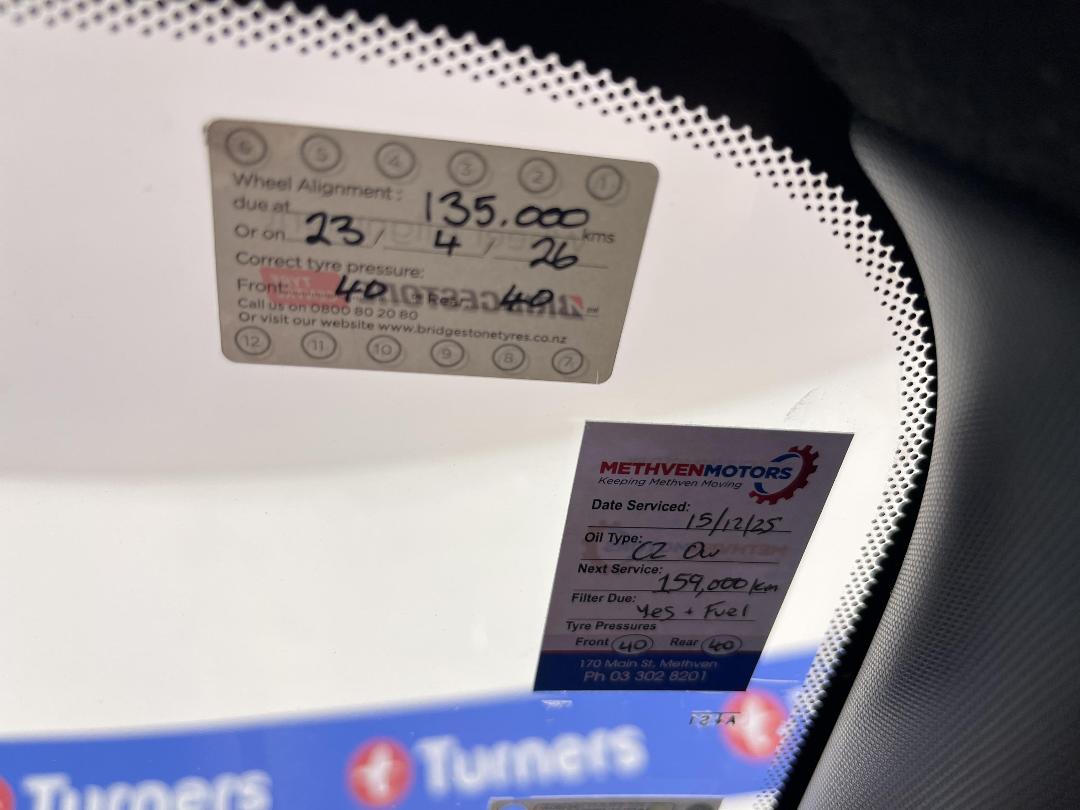 6 5 4 3 2 1
Wheel Alignment:
due at 135.000 kms
Or on 23/4/26
Correct tyre pressure:
Front: 40 Rear 40
BRIDGESTONE
Call us on 0800 80 20 80
Or visit our website www.bridgestonetyres.co.nz
12 11 10 9 8 7
METHVENMOTORS
Keeping Methven Moving
Date Serviced: 15/12/25
Oil Type: CZ Ow
Next Service: 159,000 km
Filter Due: Yes + Fuel
Tyre Pressures
Front 40 Rear 40
170 Main St, Methven
Ph 03 302 8201
Turners
Turners